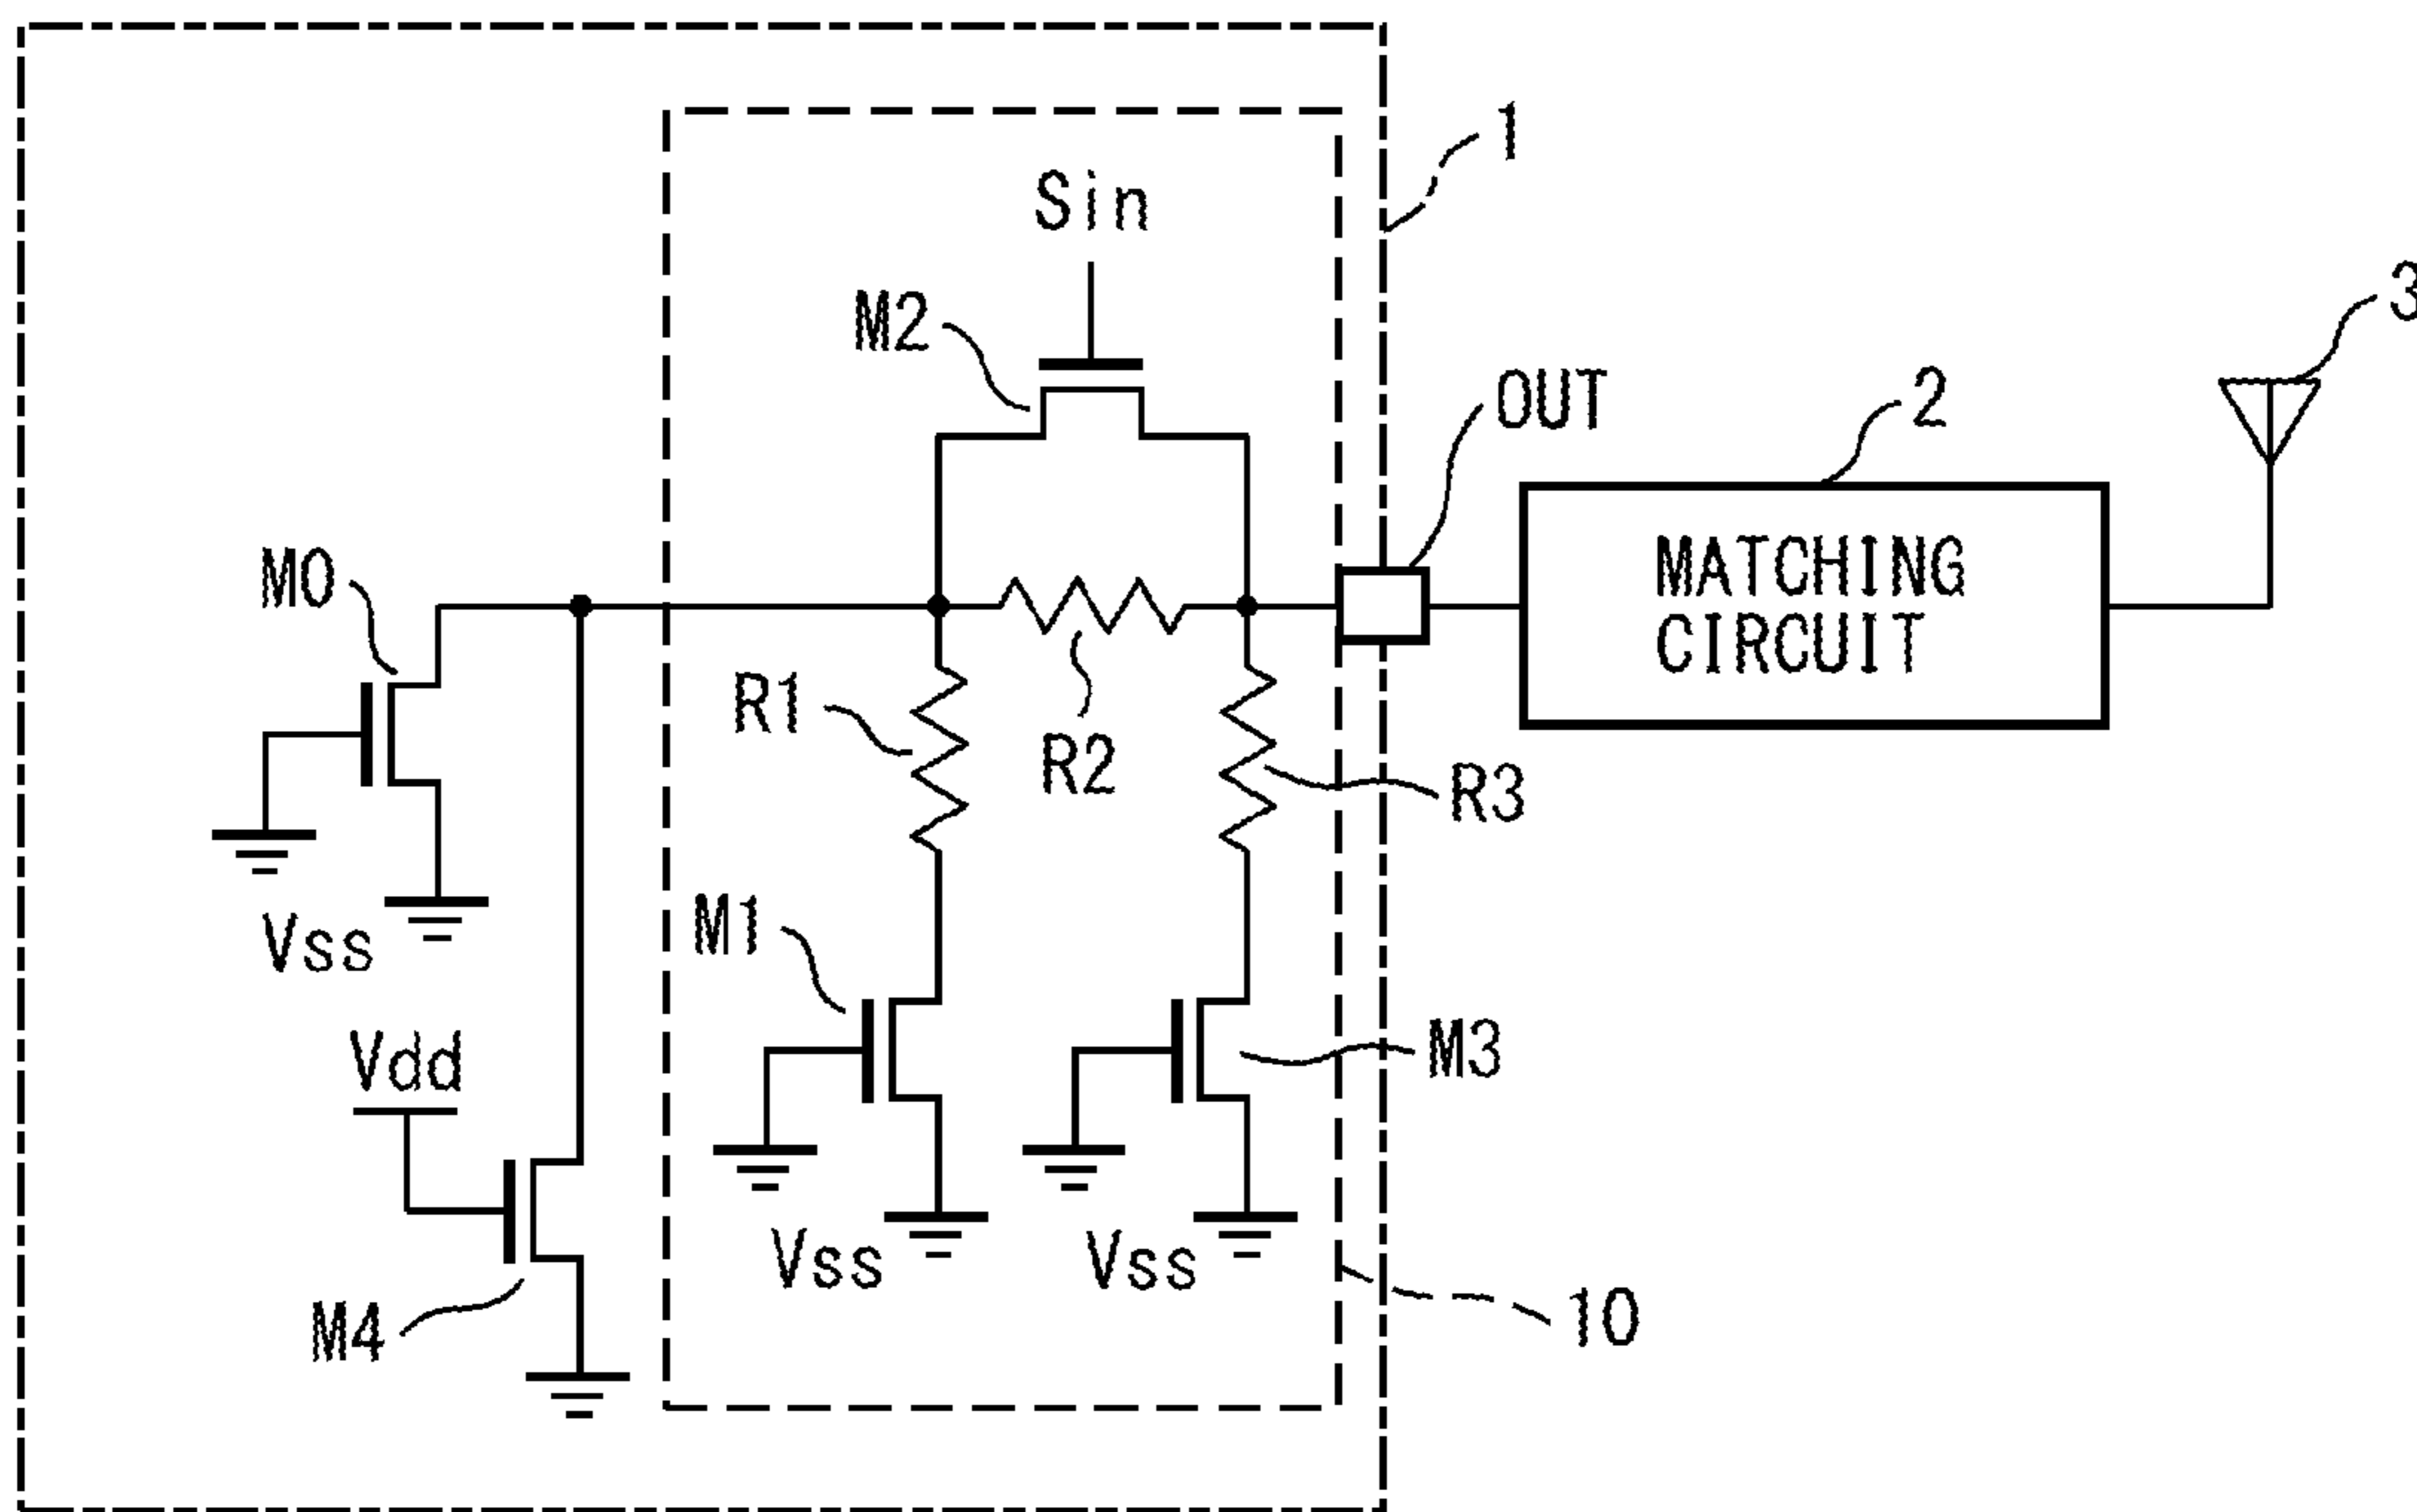 1
Sin
3
M2
OUT
2
M0
MATCHING
CIRCUIT
R1
R2
R3
M1
Vss
M3
Vdd
Vss
Vss
M4
10